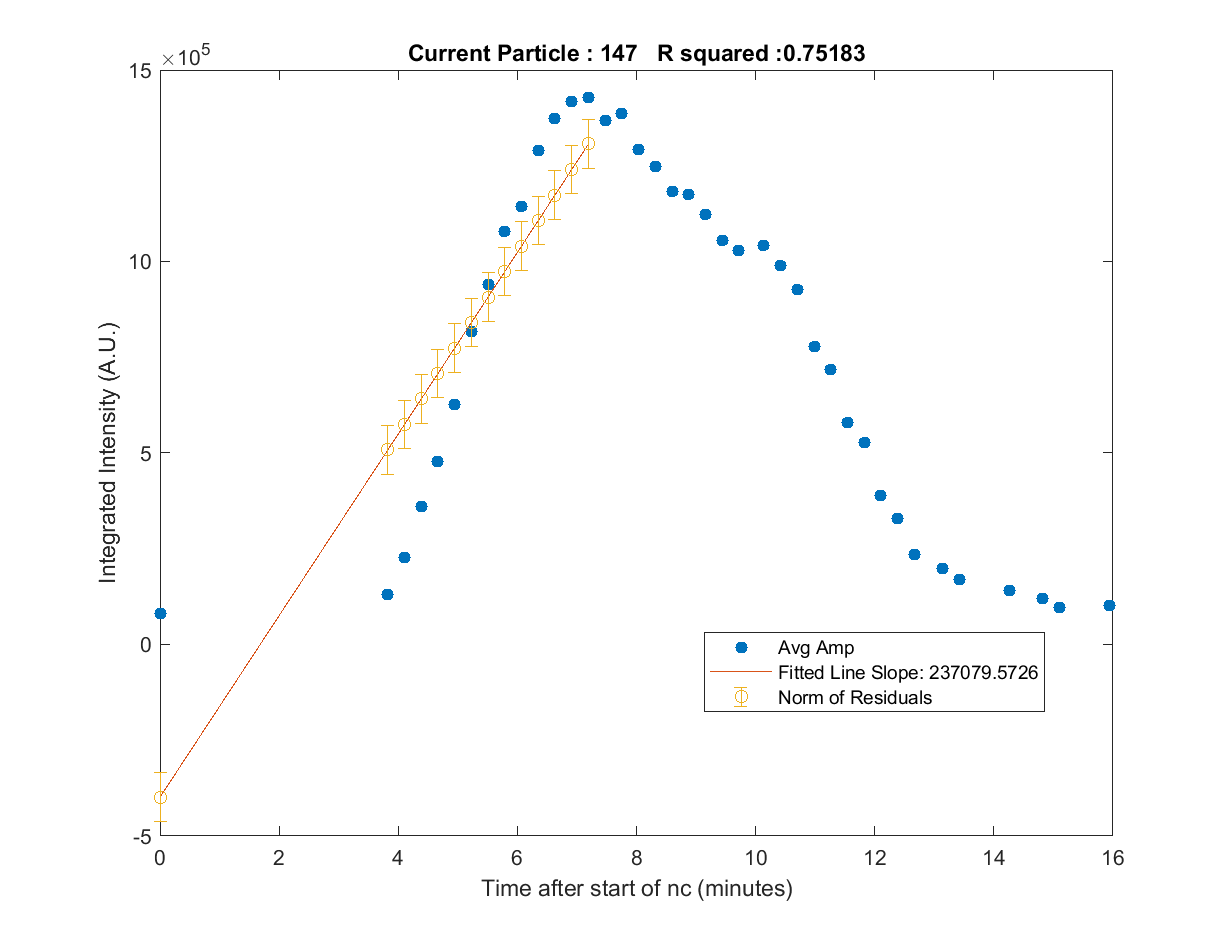 Current Particle : 147 R squared :0.75183
×10^5
15
10
5
0
-5
Integrated Intensity (A.U.)
Avg Amp
Fitted Line Slope: 237079.5726
Norm of Residuals
0 2 4 6 8 10 12 14 16
Time after start of nc (minutes)